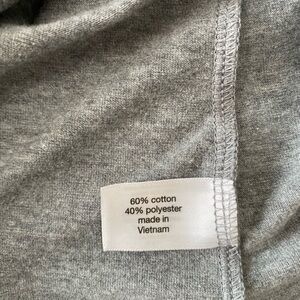 60% cotton
40% polyester
made in
Vietnam